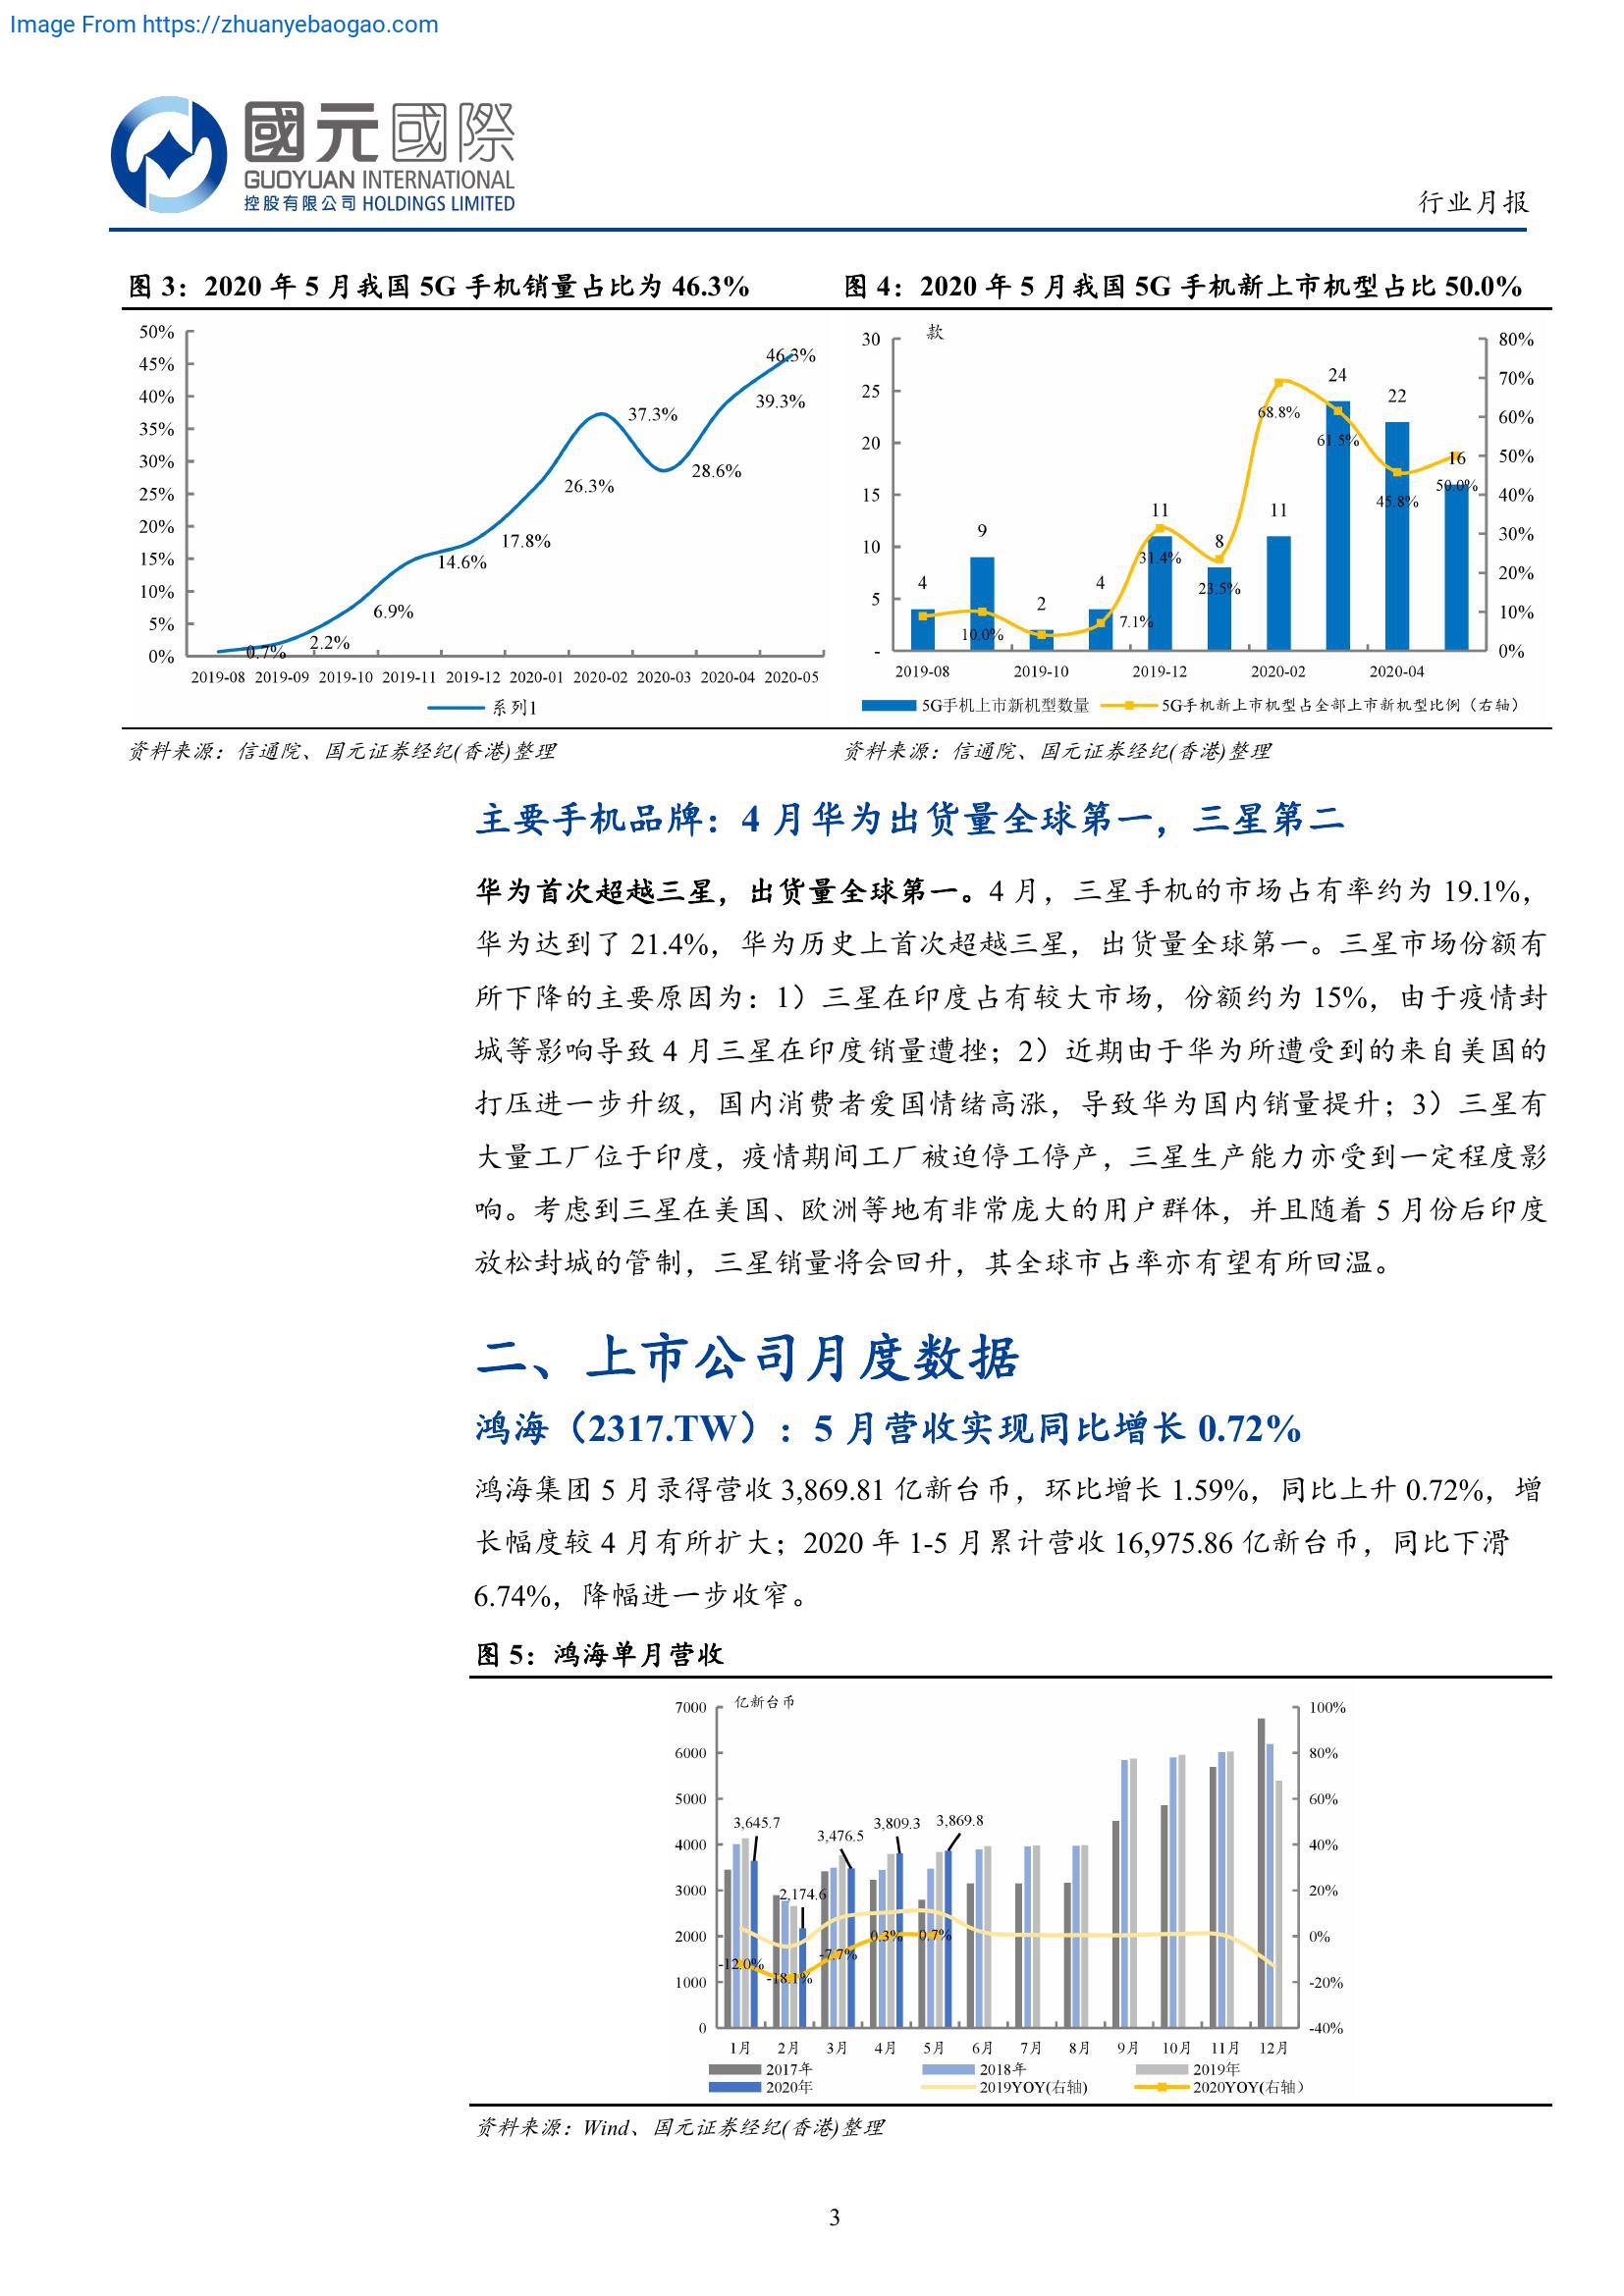 Image From https://zhuanyebaogao.com
國元國際
GUOYUAN INTERNATIONAL
控股有限公司 HOLDINGS LIMITED
行业月报
图 3：2020 年 5 月我国 5G 手机销量占比为 46.3%
50%
45%
40%
35%
30%
25%
20%
15%
10%
5%
0%
0.7%
2.2%
6.9%
14.6%
17.8%
26.3%
37.3%
28.6%
39.3%
46.3%
2019-08 2019-09 2019-10 2019-11 2019-12 2020-01 2020-02 2020-03 2020-04 2020-05
系列1
资料来源：信通院、国元证券经纪(香港)整理
图 4：2020 年 5 月我国 5G 手机新上市机型占比 50.0%
款
30
25
20
15
10
5
-
80%
70%
60%
50%
40%
30%
20%
10%
0%
4
9
2
4
11
8
11
24
22
16
10.0%
7.1%
31.4%
23.5%
68.8%
61.5%
45.8%
50.0%
2019-08 2019-10 2019-12 2020-02 2020-04
5G手机上市新机型数量 5G手机新上市机型占全部上市新机型比例（右轴）
资料来源：信通院、国元证券经纪(香港)整理
主要手机品牌：4 月华为出货量全球第一，三星第二
华为首次超越三星，出货量全球第一。4 月，三星手机的市场占有率约为 19.1%，
华为达到了 21.4%，华为历史上首次超越三星，出货量全球第一。三星市场份额有
所下降的主要原因为：1）三星在印度占有较大市场，份额约为 15%，由于疫情封
城等影响导致 4 月三星在印度销量遭挫；2）近期由于华为所遭受到的来自美国的
打压进一步升级，国内消费者爱国情绪高涨，导致华为国内销量提升；3）三星有
大量工厂位于印度，疫情期间工厂被迫停工停产，三星生产能力亦受到一定程度影
响。考虑到三星在美国、欧洲等地有非常庞大的用户群体，并且随着 5 月份后印度
放松封城的管制，三星销量将会回升，其全球市占率亦有望有所回温。
二、上市公司月度数据
鸿海（2317.TW）：5 月营收实现同比增长 0.72%
鸿海集团 5 月录得营收 3,869.81 亿新台币，环比增长 1.59%，同比上升 0.72%，增
长幅度较 4 月有所扩大；2020 年 1-5 月累计营收 16,975.86 亿新台币，同比下滑
6.74%，降幅进一步收窄。
图 5：鸿海单月营收
亿新台币
7000
6000
5000
4000
3000
2000
1000
0
100%
80%
60%
40%
20%
0%
-20%
-40%
3,645.7
2,174.6
3,476.5
3,809.3
3,869.8
-12.0%
-18.1%
-7.7%
0.3%
0.7%
1月 2月 3月 4月 5月 6月 7月 8月 9月 10月 11月 12月
2017年 2018年 2019年
2020年 2019YOY(右轴) 2020YOY(右轴）
资料来源：Wind、国元证券经纪(香港)整理
3